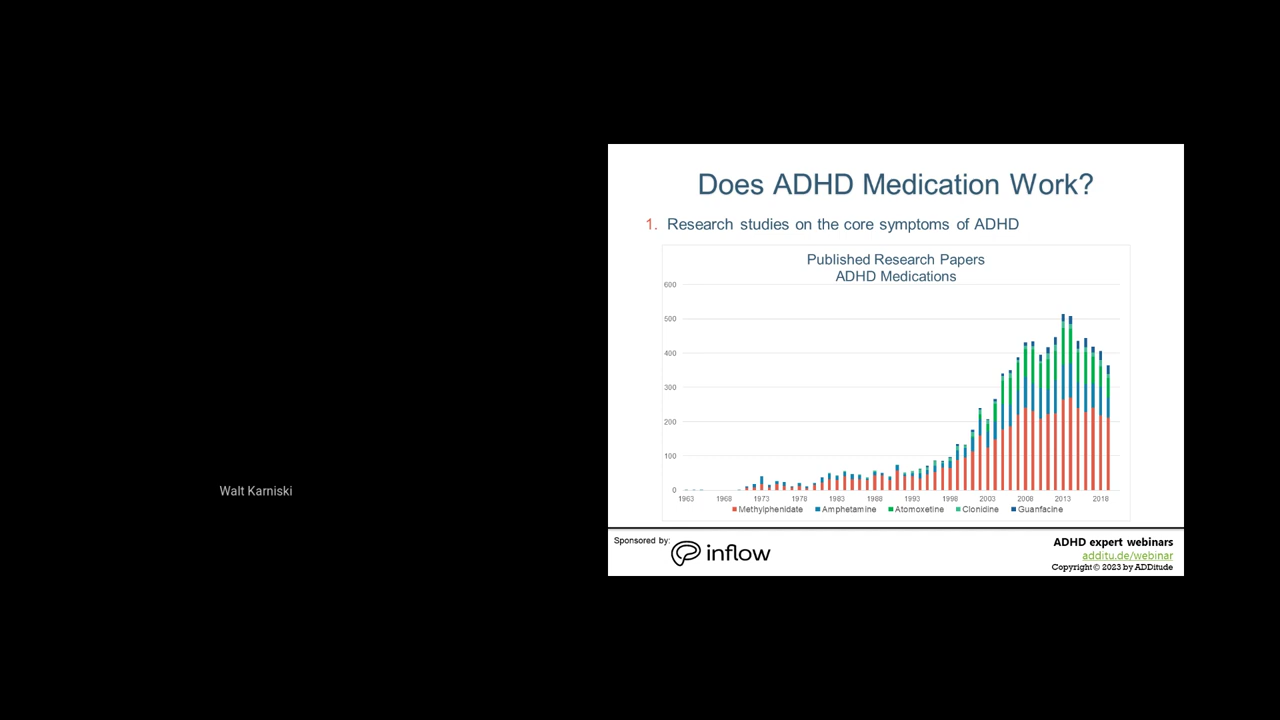 Walt Karniski
Does ADHD Medication Work?
1. Research studies on the core symptoms of ADHD
Published Research Papers
ADHD Medications
600
500
400
300
200
100
0
1963 1968 1973 1978 1983 1988 1993 1998 2003 2008 2013 2018
Methylphenidate Amphetamine Atomoxetine Clonidine Guanfacine
Sponsored by:
inflow
ADHD expert webinars
additu.de/webinar
Copyright © 2023 by ADDitude